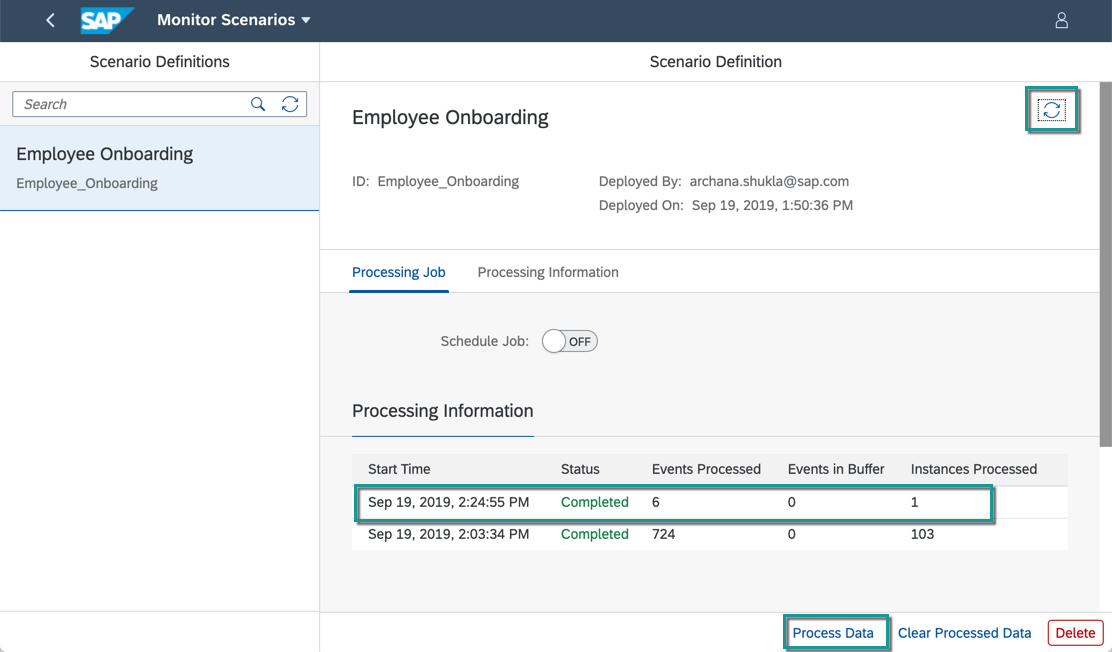 SAP Monitor Scenarios
Scenario Definitions
Scenario Definition
Search
Employee Onboarding
Employee_Onboarding
Employee Onboarding
ID: Employee_Onboarding
Deployed By: archana.shukla@sap.com
Deployed On: Sep 19, 2019, 1:50:36 PM
Processing Job Processing Information
Schedule Job: OFF
Processing Information
Start Time Status Events Processed Events in Buffer Instances Processed
Sep 19, 2019, 2:24:55 PM Completed 6 0 1
Sep 19, 2019, 2:03:34 PM Completed 724 0 103
Process Data Clear Processed Data Delete